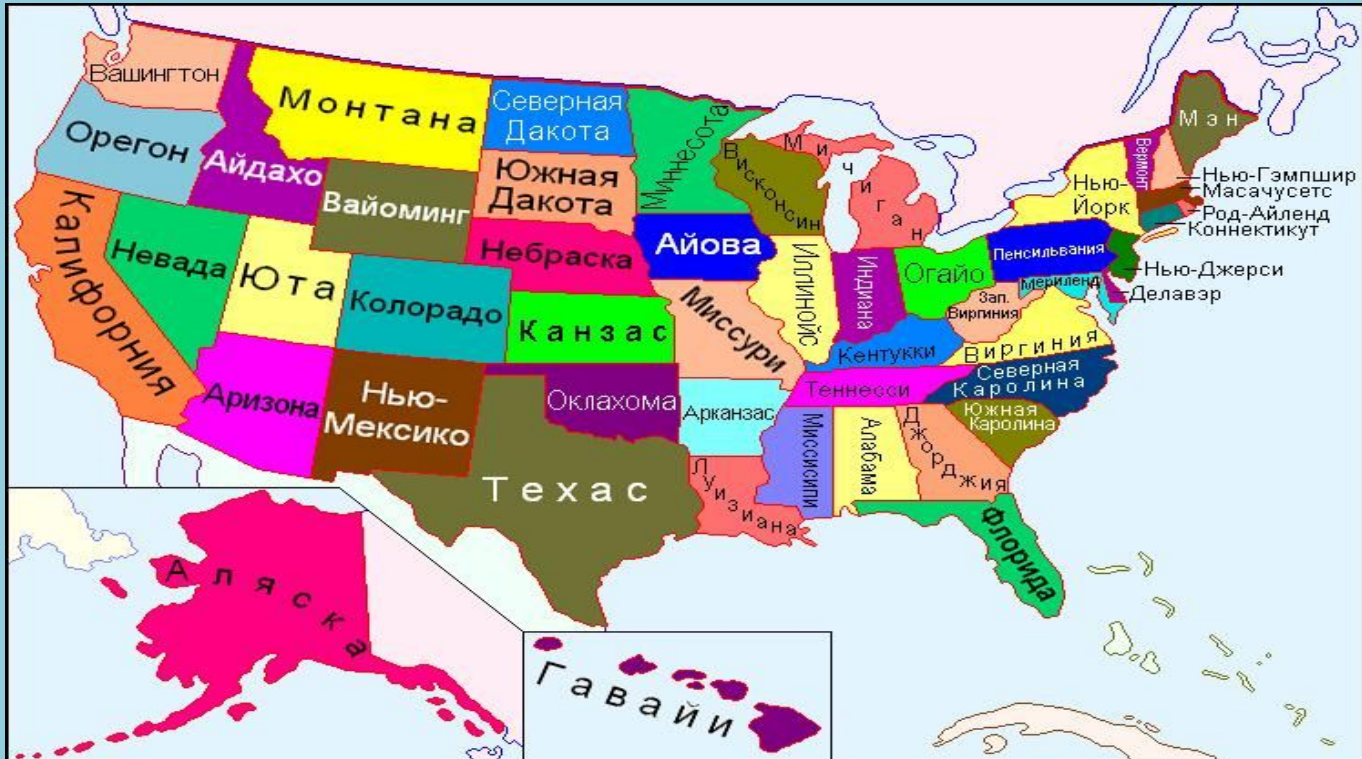 Вашингтон
Монтана
Северная
Дакота
Миннесота
Мичиган
Мэн
Орегон
Айдахо
Южная
Дакота
Висконсин
Вермонт
Нью-Гэмпшир
Масачусетс
Нью-
Йорк
Род-Айленд
Коннектикут
Калифорния
Вайоминг
Невада
Юта
Небраска
Айова
Иллинойс
Индиана
Огайо
Пенсильвания
Нью-Джерси
Мериленд
Делавэр
Зап.
Виргиния
Колорадо
Канзас
Миссури
Кентукки
Виргиния
Северная
Каролина
Теннесси
Аризона
Нью-
Мексико
Оклахома
Арканзас
Миссисипи
Алабама
Джорджия
Южная
Каролина
Техас
Луизиана
Флорида
Аляска
Гавайи